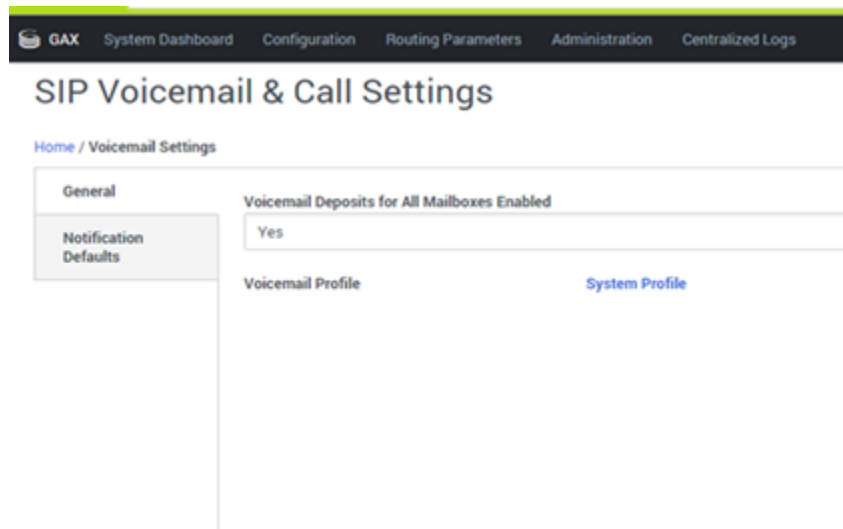 GAX System Dashboard Configuration Routing Parameters Administration Centralized Logs
SIP Voicemail & Call Settings
Home / Voicemail Settings
General
Voicemail Deposits for All Mailboxes Enabled
Yes
Notification
Defaults
Voicemail Profile System Profile